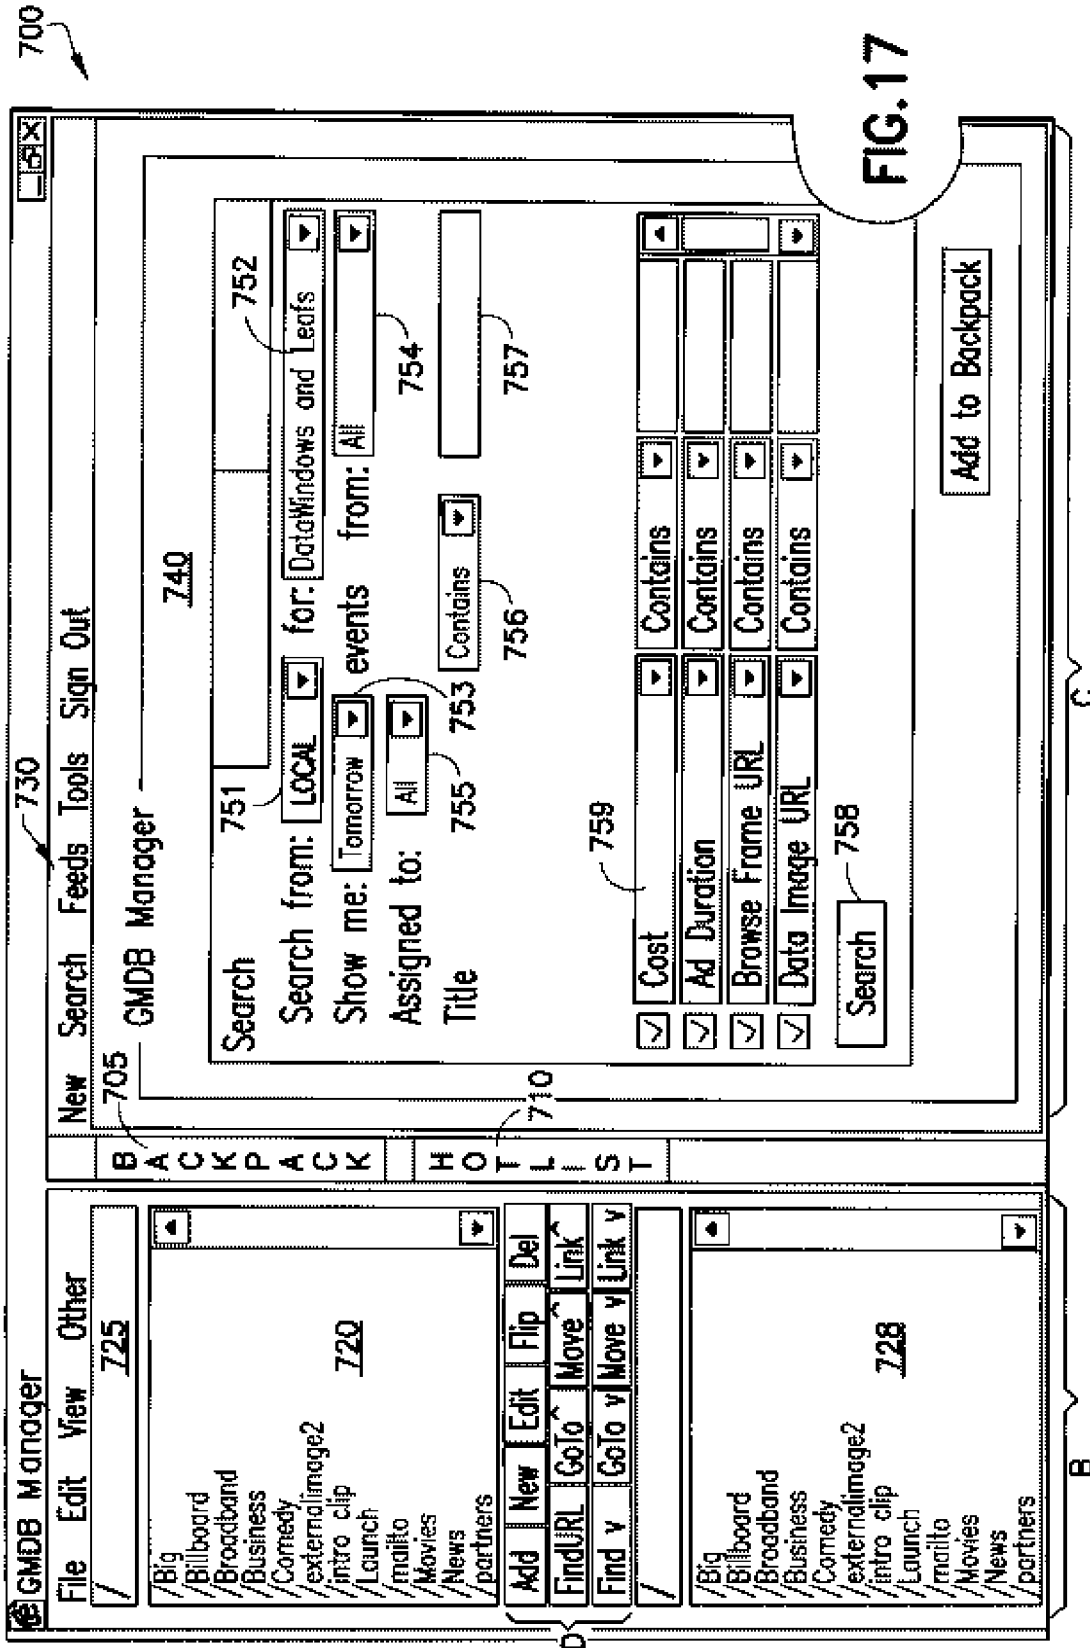 700
GMDB Manager
File Edit View Other
730
New Search Feeds Tools Sign Out
/
725
/Big
/Billboard
/Broadband
/Business
/Comedy
/externalimage2
/intro clip
/Launch
/mailto
/Movies
/News
/partners
720
Add New Edit Flip Del
FindURL GoTo^ Move^ Link^
Find v GoTo v Move v Link v
D
/
/Big
/Billboard
/Broadband
/Business
/Comedy
/externalimage2
/intro clip
/Launch
/mailto
/Movies
/News
/partners
728
B
BACKPACK
705
HOTLIST
710
GMDB Manager
740
Search
751
752
Search from: LOCAL for: DataWindows and Leafs
Show me: Tomorrow events from: All
753
754
Assigned to: All
755
Title Contains
756
757
759
Cost Contains
Ad Duration Contains
Browse Frame URL Contains
Data Image URL Contains
Search
758
Add to Backpack
C
FIG.17